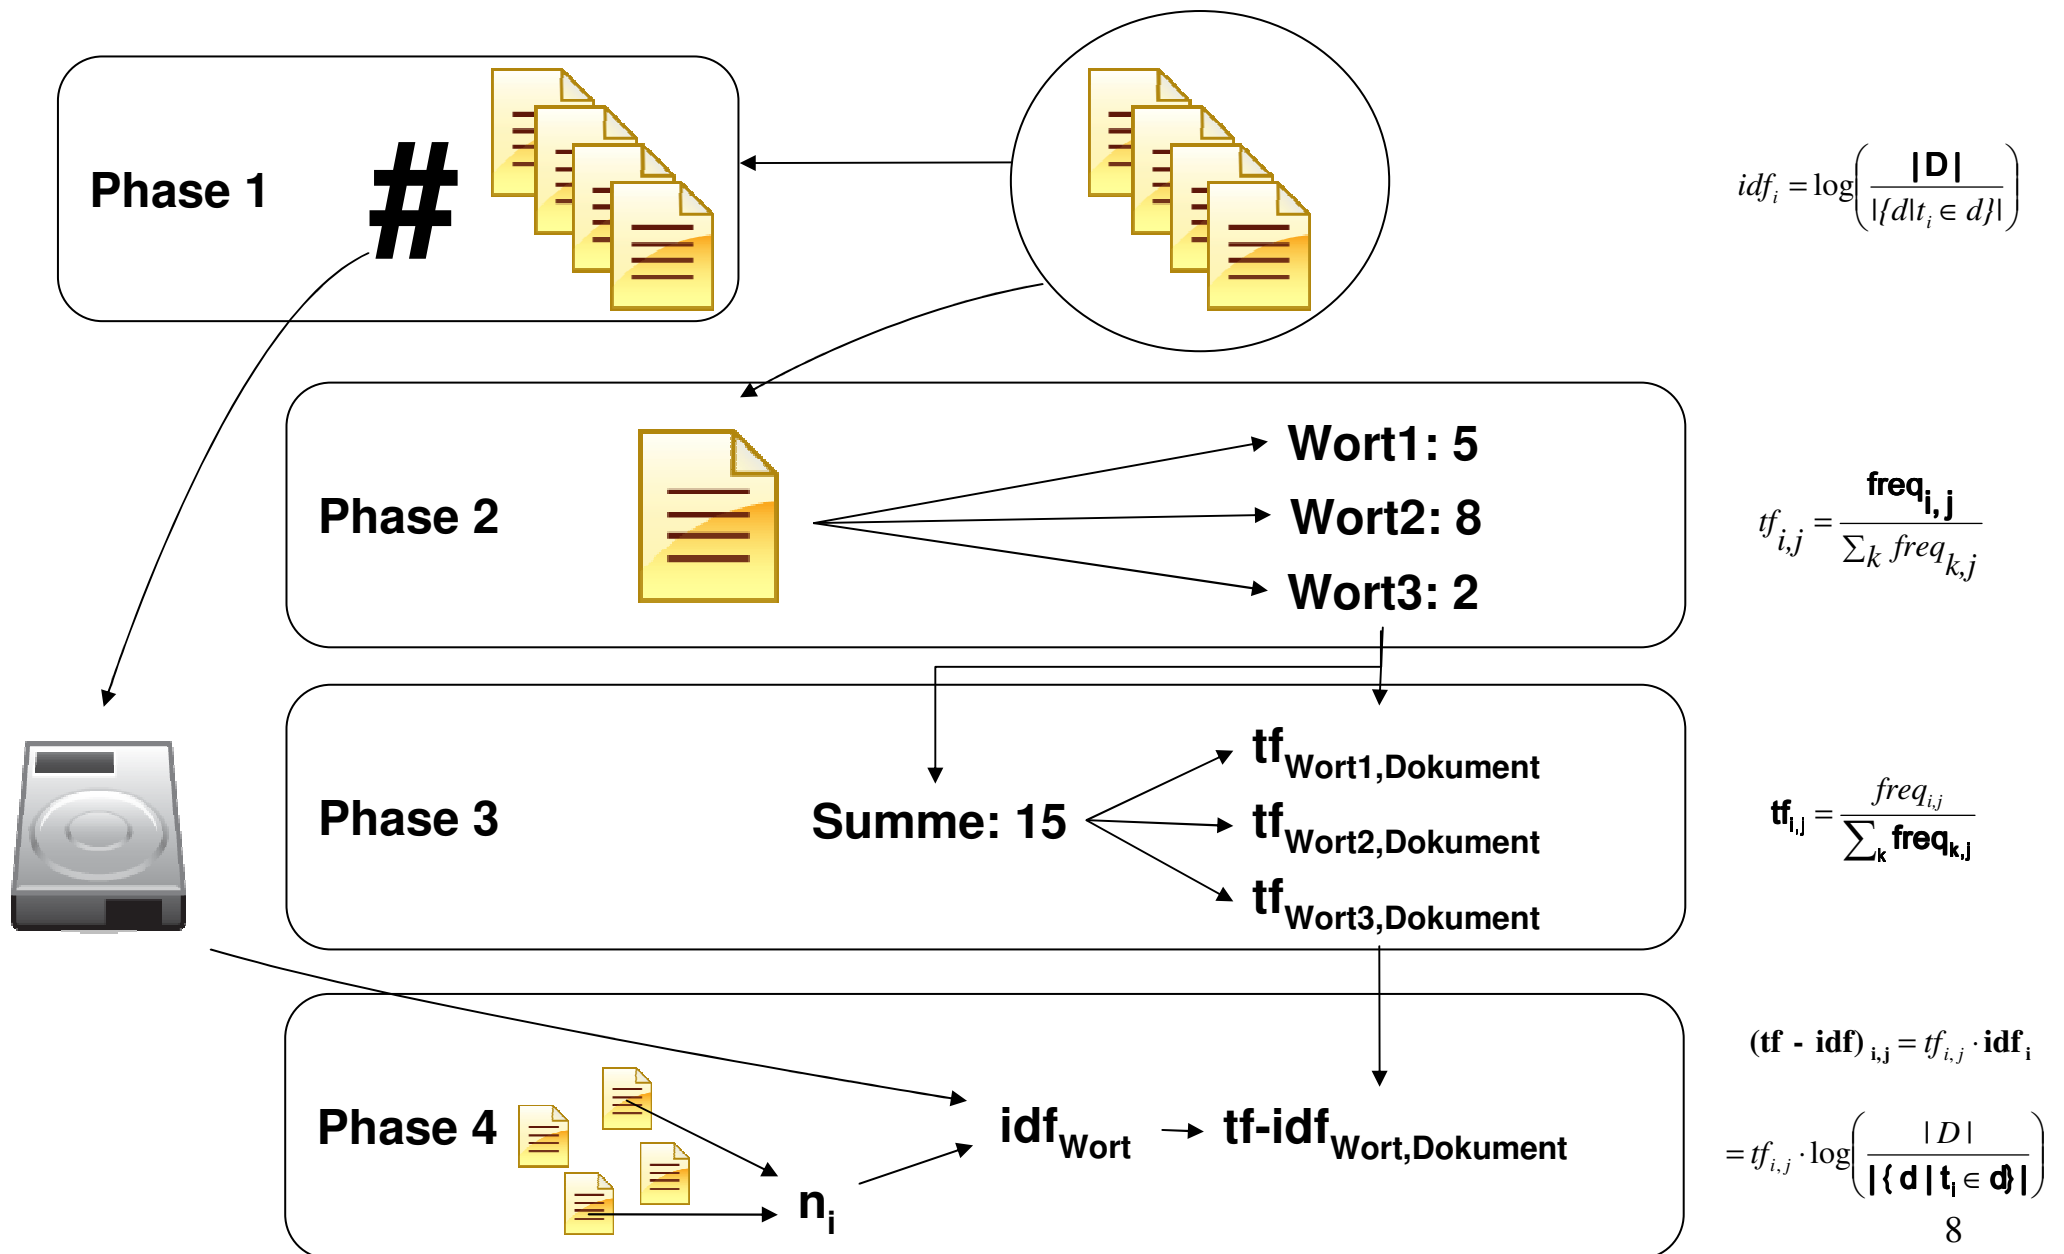 Phase 1 #
idf_i = log(|D| / |{d|t_i ∈ d}|)
Phase 2
Wort1: 5
Wort2: 8
Wort3: 2
tf_i,j = freq_i,j / ∑_k freq_k,j
Phase 3
Summe: 15
tf_Wort1,Dokument
tf_Wort2,Dokument
tf_Wort3,Dokument
tf_i,j = freq_i,j / ∑_k freq_k,j
Phase 4
n_i
idf_Wort
tf-idf_Wort,Dokument
(tf - idf)_i,j = tf_i,j · idf_i
= tf_i,j · log(|D| / |{d|t_i ∈ d}|)
8